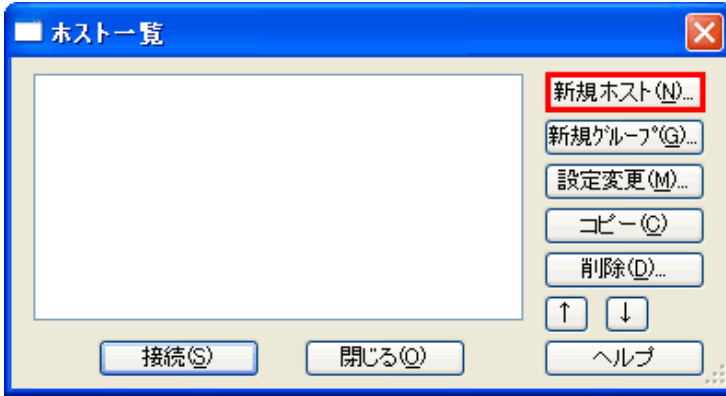 ホスト一覧
新規ホスト(N)...
新規ｸﾞﾙｰﾌﾟ(G)...
設定変更(M)...
コピー(C)
削除(D)...
↑ ↓
接続(S) 閉じる(O) ヘルプ